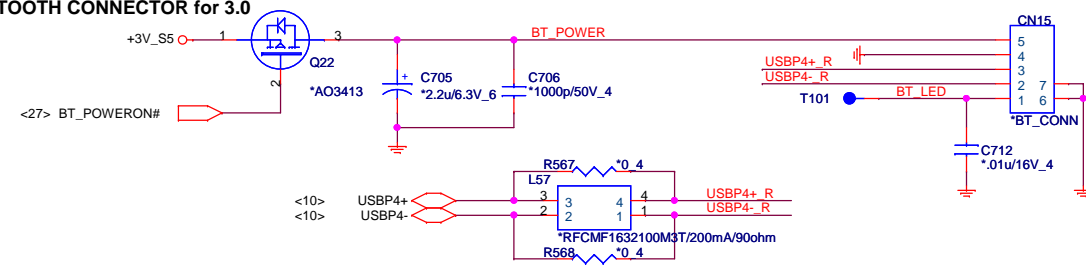 TOOTH CONNECTOR for 3.0
CN15
+3V_S5
1
3
BT_POWER
5
Q22
4
2
USBP4+_R
3
C705
C706
USBP4-_R
2
7
*AO3413
+
*2.2u/6.3V_6
*1000p/50V_4
T101
BT_LED
1
6
<27>
BT_POWERON#
*BT_CONN
C712
*.01u/16V_4
R567
*0_4
L57
<10>
USBP4+
3
3
4
4
USBP4+_R
<10>
USBP4-
2
2
1
1
USBP4-_R
*RFCMF1632100M3T/200mA/90ohm
R568
*0_4